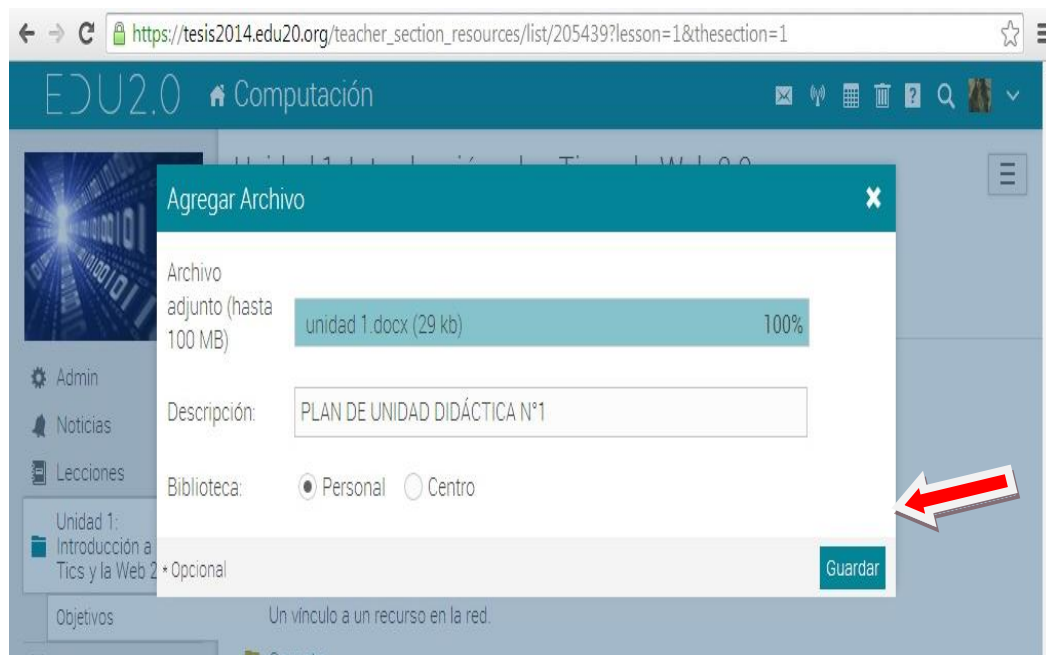 https://tesis2014.edu20.org/teacher_section_resources/list/205439?lesson=1&thesection=1
EDU2.0 Computación
Agregar Archivo
Archivo
adjunto (hasta
100 MB)
unidad 1.docx (29 kb) 100%
Descripción: PLAN DE UNIDAD DIDÁCTICA N°1
Biblioteca: Personal Centro
* Opcional Guardar
Admin
Noticias
Lecciones
Unidad 1:
Introducción a
Tics y la Web 2
Objetivos
Un vínculo a un recurso en la red.